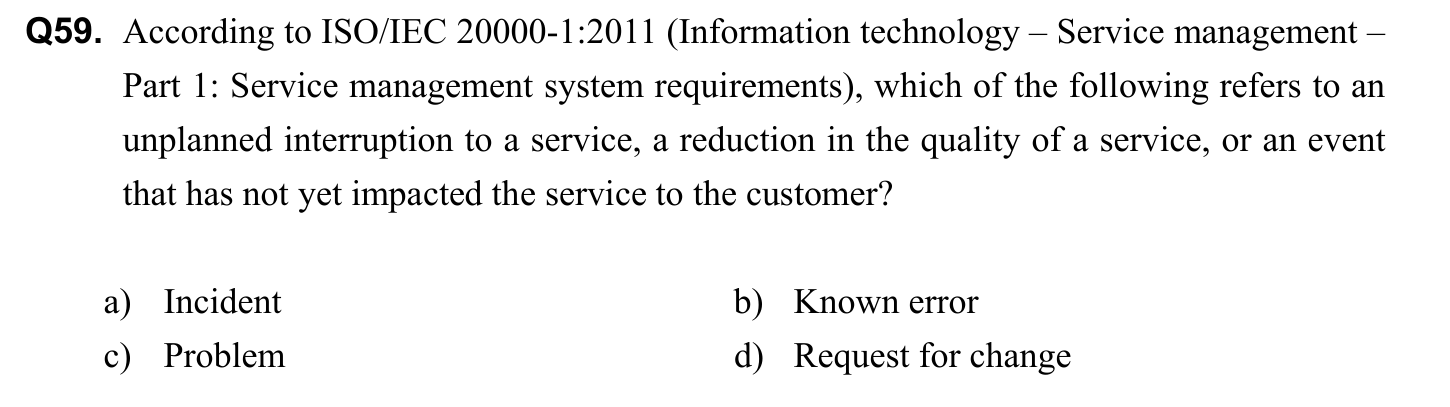 Q59. According to ISO/IEC 20000-1:2011 (Information technology – Service management –
Part 1: Service management system requirements), which of the following refers to an
unplanned interruption to a service, a reduction in the quality of a service, or an event
that has not yet impacted the service to the customer?
a) Incident b) Known error
c) Problem d) Request for change